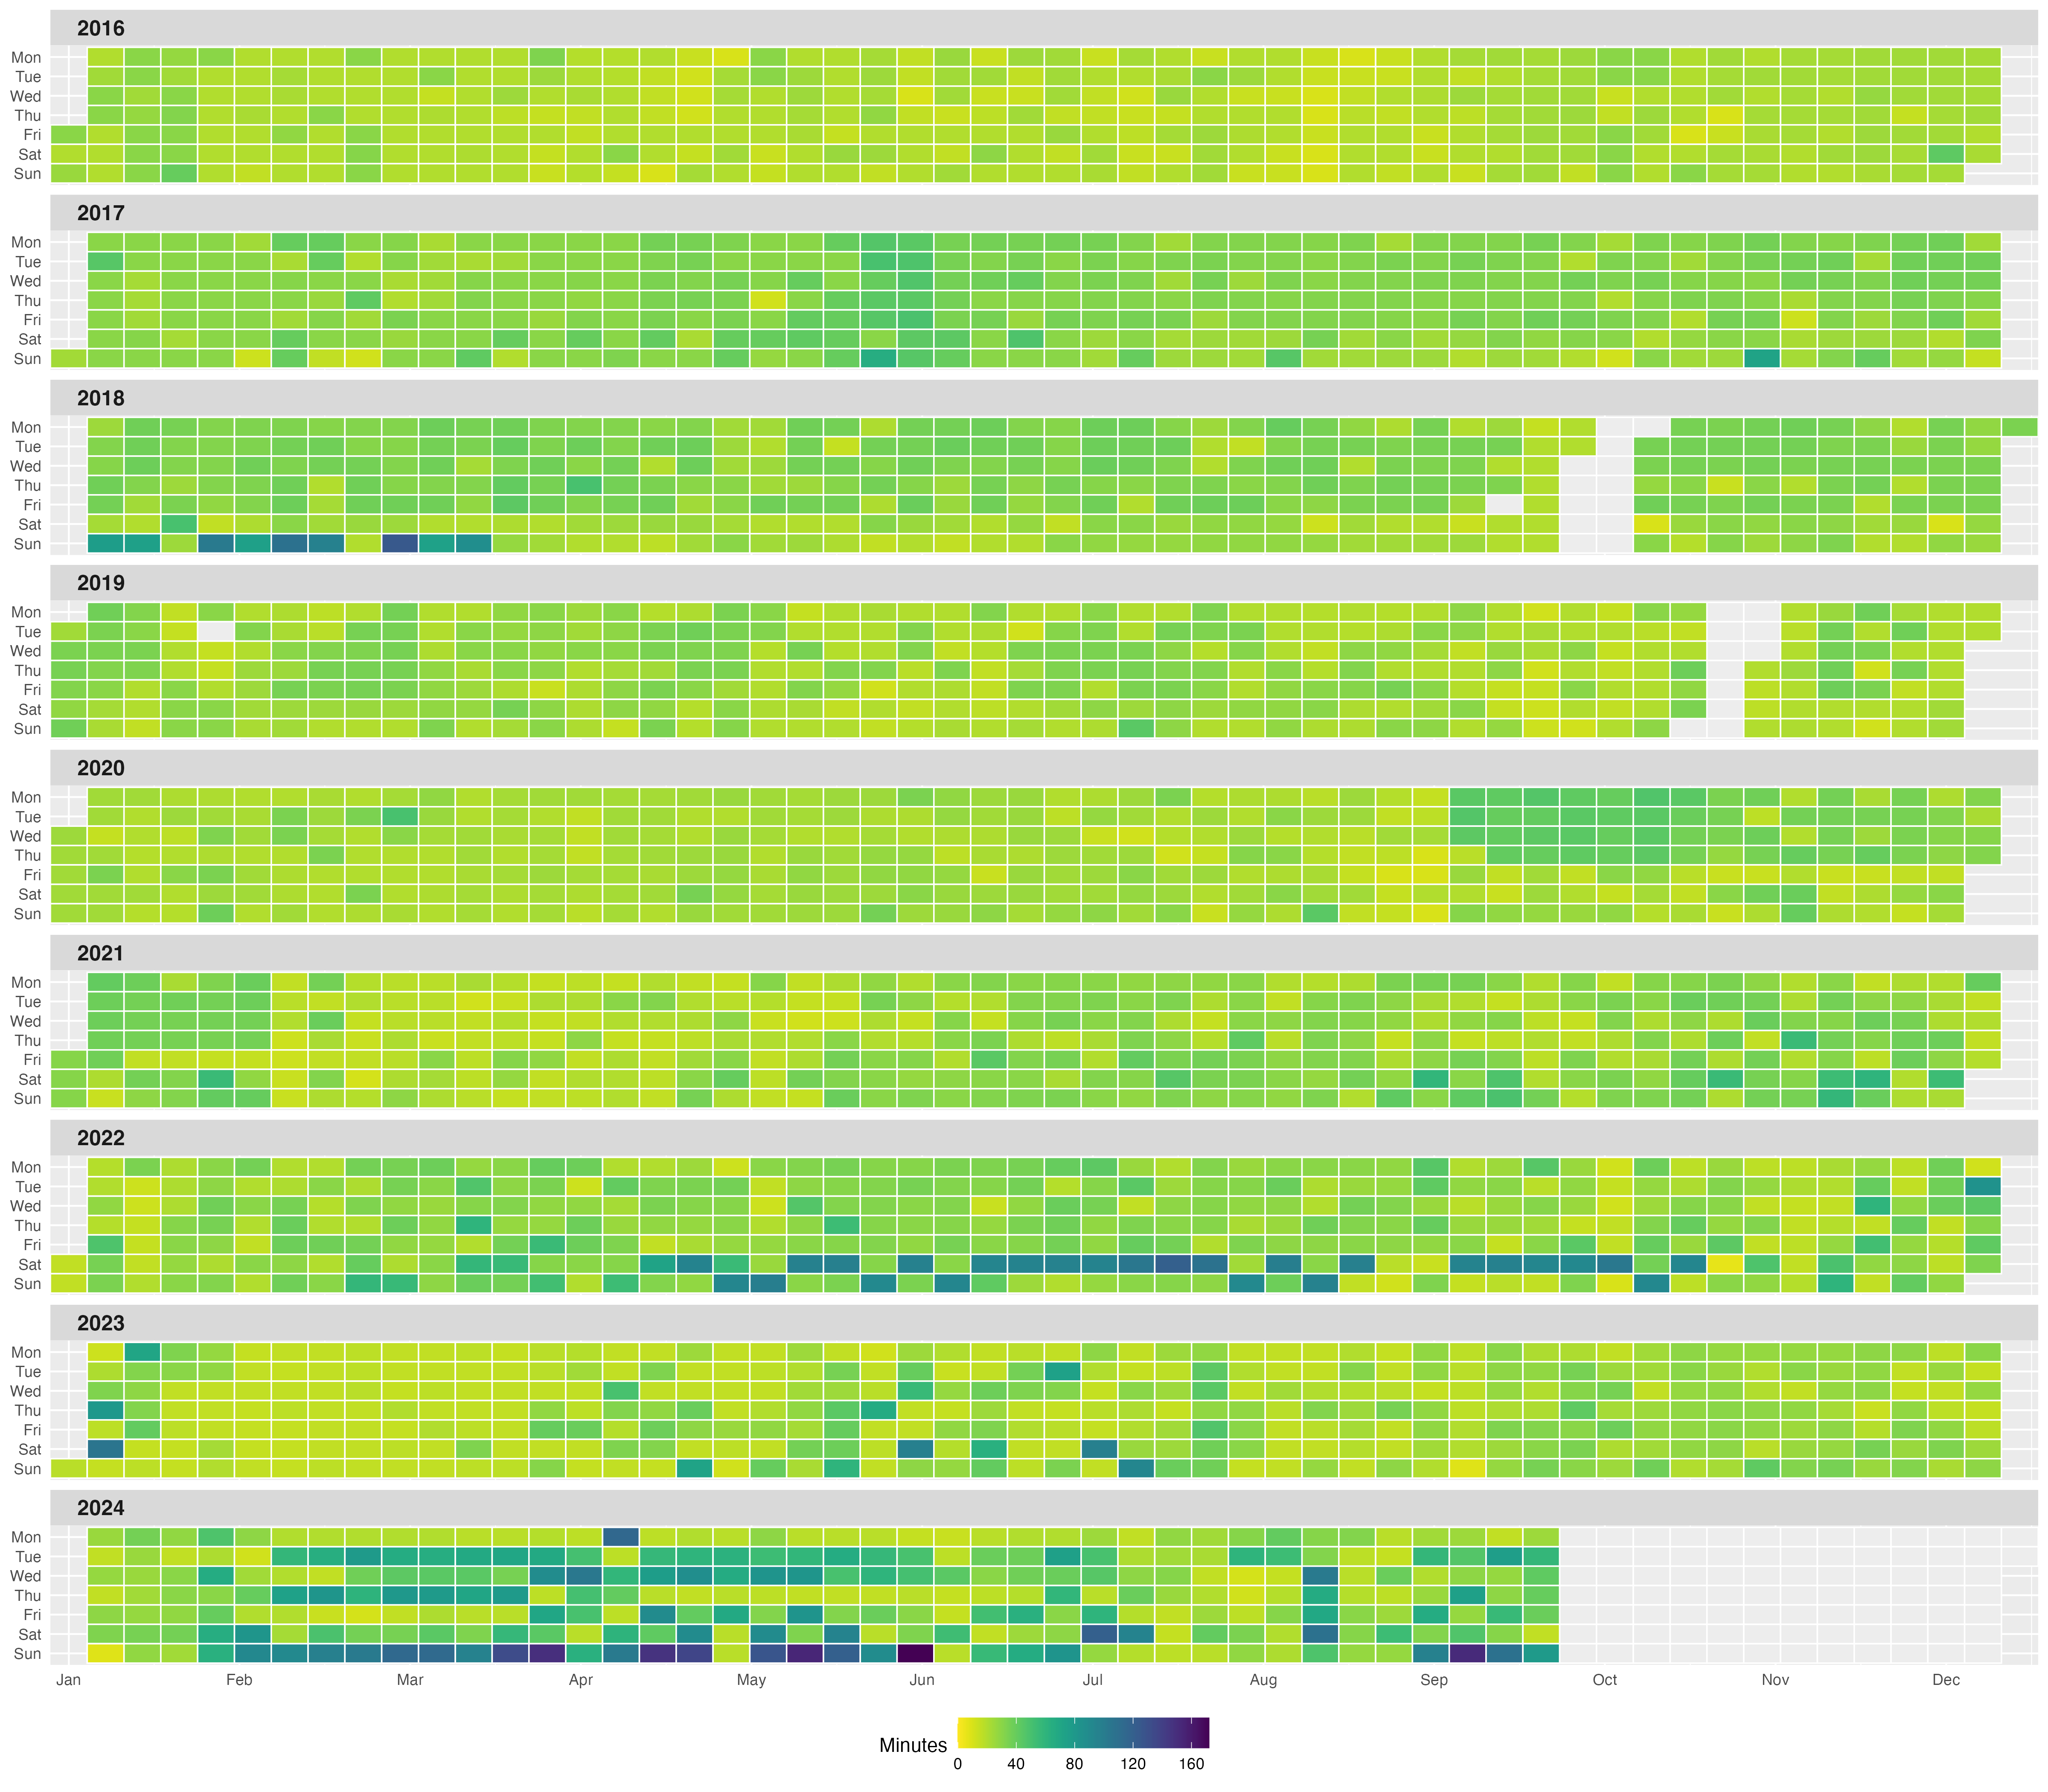 2016
Mon
Tue
Wed
Thu
Fri
Sat
Sun
2017
Mon
Tue
Wed
Thu
Fri
Sat
Sun
2018
Mon
Tue
Wed
Thu
Fri
Sat
Sun
2019
Mon
Tue
Wed
Thu
Fri
Sat
Sun
2020
Mon
Tue
Wed
Thu
Fri
Sat
Sun
2021
Mon
Tue
Wed
Thu
Fri
Sat
Sun
2022
Mon
Tue
Wed
Thu
Fri
Sat
Sun
2023
Mon
Tue
Wed
Thu
Fri
Sat
Sun
2024
Mon
Tue
Wed
Thu
Fri
Sat
Sun
Jan Feb Mar Apr May Jun Jul Aug Sep Oct Nov Dec
Minutes
0 40 80 120 160